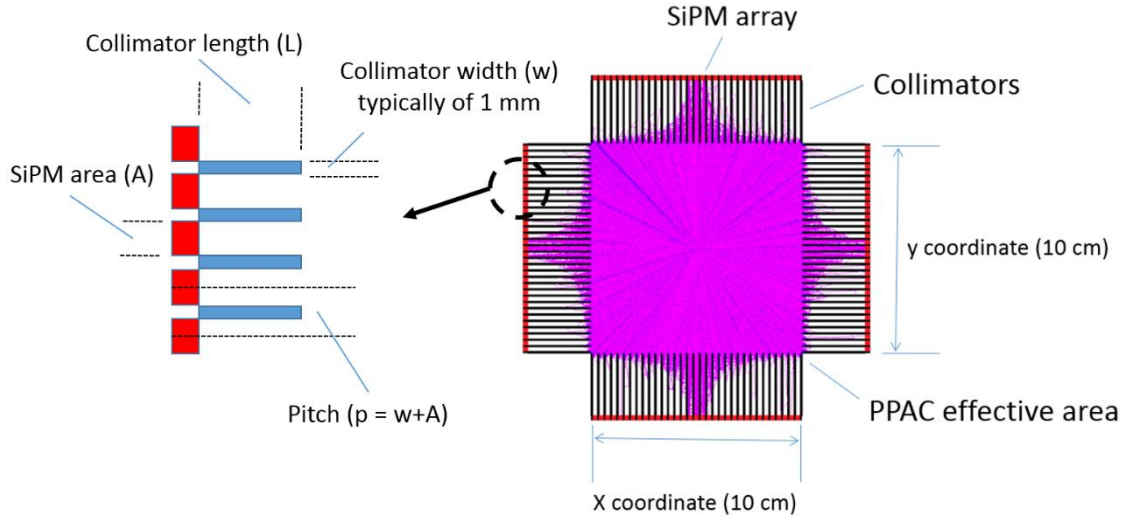 SiPM array
Collimator length (L)
Collimator width (w)
typically of 1 mm
Collimators
SiPM area (A)
y coordinate (10 cm)
Pitch (p = w+A)
PPAC effective area
X coordinate (10 cm)